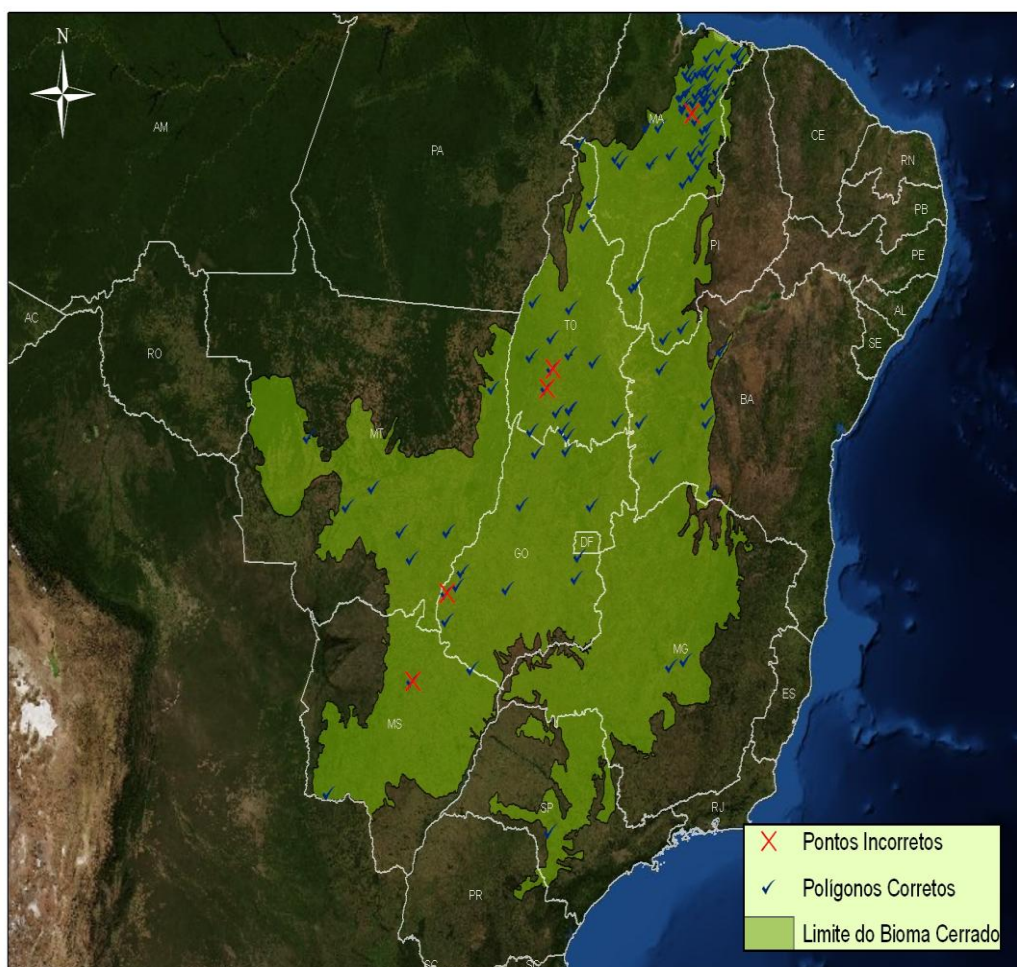 N
AM
PA
MA
CE
RN
PB
PE
PI
AL
SE
TO
AC
RO
BA
MT
DF
GO
MG
ES
MS
SP
RJ
PR
SC
Pontos Incorretos
Polígonos Corretos
Limite do Bioma Cerrado